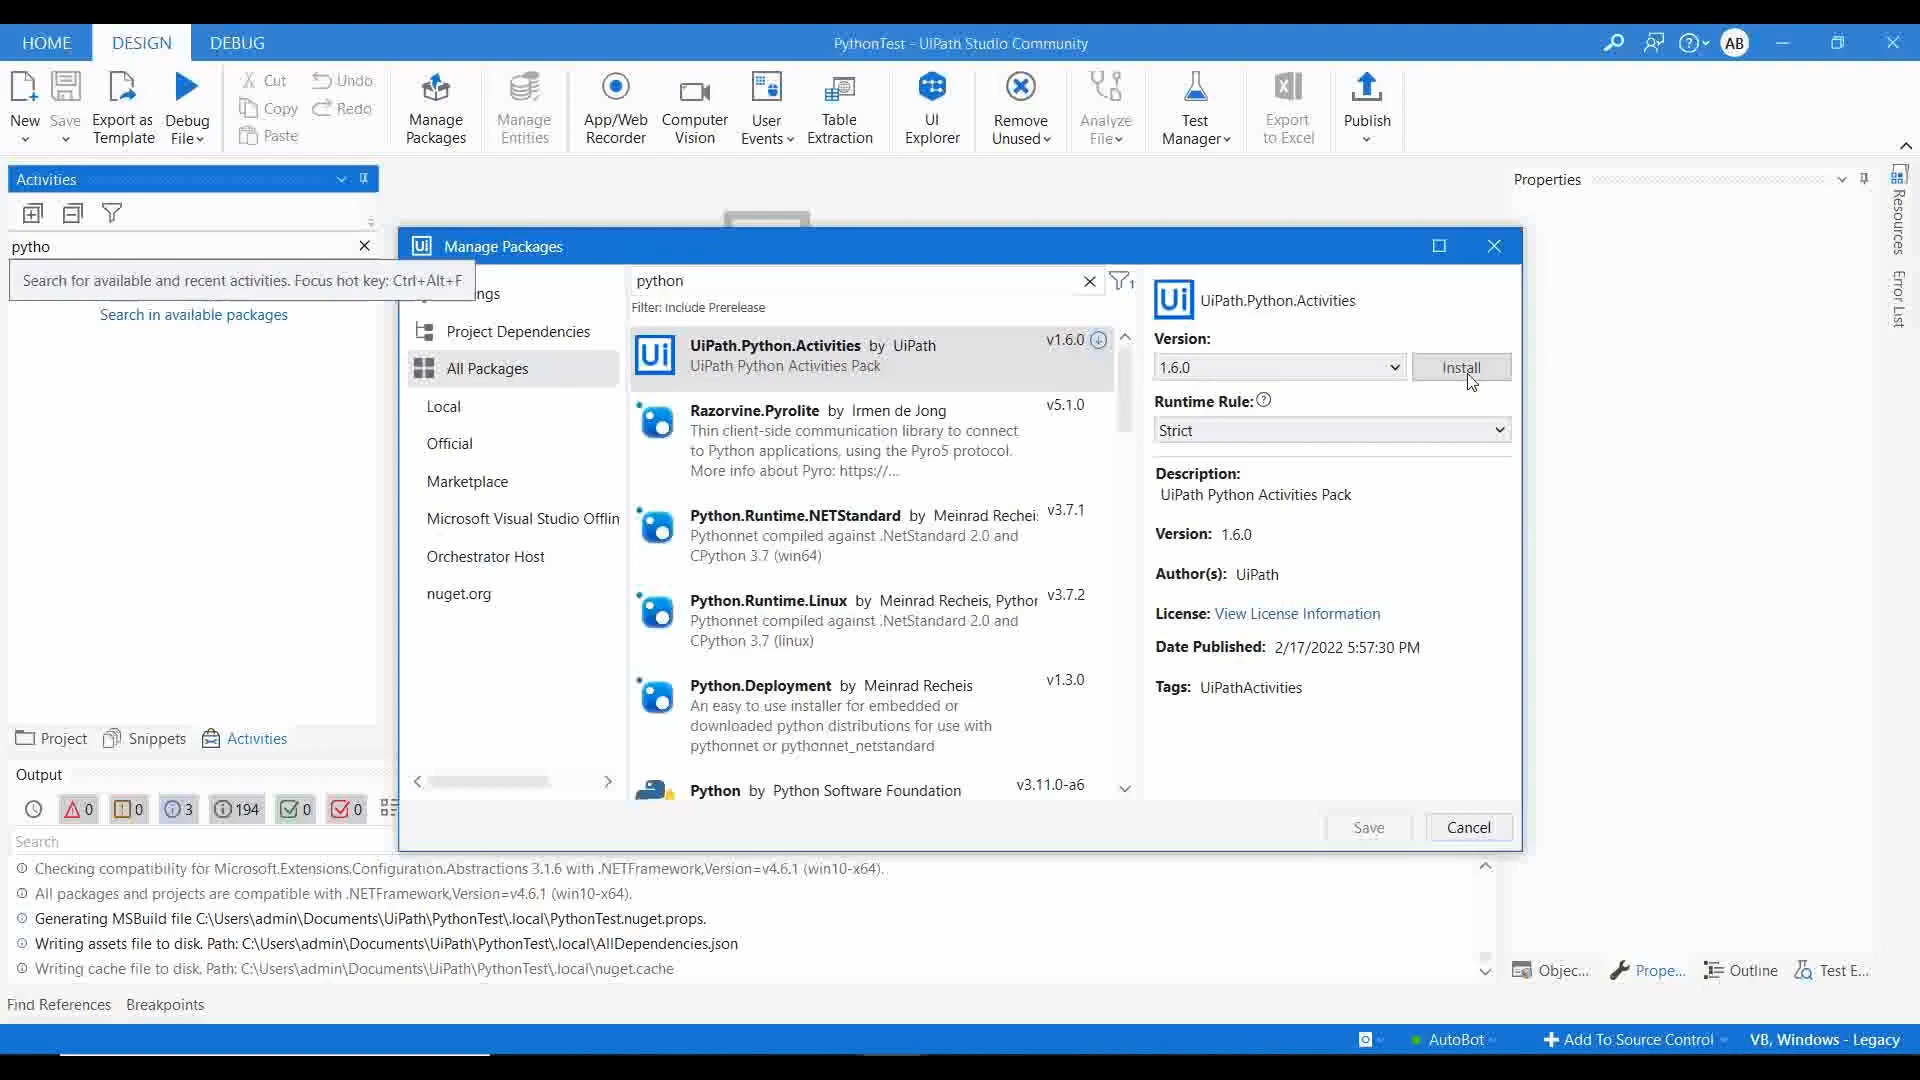 HOME
DESIGN
DEBUG
PythonTest - UIPath Studio Community
AB
New
Save
Export as
Template
Debug
File
Cut
Copy
Paste
Undo
Redo
Manage
Packages
Manage
Entities
App/Web
Recorder
Computer
Vision
User
Events
Table
Extraction
UI
Explorer
Remove
Unused
Analyze
File
Test
Manager
Export
to Excel
Publish
Activities
pytho
Search for available and recent activities. Focus hot key: Ctrl+Alt+F
Search in available packages
Project
Snippets
Activities
Ui Manage Packages
ngs
Project Dependencies
All Packages
Local
Official
Marketplace
Microsoft Visual Studio Offlin
Orchestrator Host
nuget.org
python
1
Filter: Include Prerelease
Ui
UiPath.Python.Activities by UiPath v1.6.0
UiPath Python Activities Pack
Razorvine.Pyrolite by Irmen de Jong v5.1.0
Thin client-side communication library to connect
to Python applications, using the Pyro5 protocol.
More info about Pyro: https://...
Python.Runtime.NETStandard by Meinrad Rechei v3.7.1
Pythonnet compiled against .NetStandard 2.0 and
CPython 3.7 (win64)
Python.Runtime.Linux by Meinrad Recheis, Python v3.7.2
Pythonnet compiled against .NetStandard 2.0 and
CPython 3.7 (linux)
Python.Deployment by Meinrad Recheis v1.3.0
An easy to use installer for embedded or
downloaded python distributions for use with
pythonnet or pythonnet_netstandard
Python by Python Software Foundation v3.11.0-a6
Ui UiPath.Python.Activities
Version:
1.6.0
Install
Runtime Rule:
Strict
Description:
UiPath Python Activities Pack
Version: 1.6.0
Author(s): UiPath
License: View License Information
Date Published: 2/17/2022 5:57:30 PM
Tags: UiPathActivities
Save
Cancel
Properties
Resources
Error List
Output
0
0
3
194
0
0
Search
Checking compatibility for Microsoft.Extensions.Configuration.Abstractions 3.1.6 with .NETFramework,Version=v4.6.1 (win10-x64).
All packages and projects are compatible with .NETFramework,Version=v4.6.1 (win10-x64).
Generating MSBuild file C:\Users\admin\Documents\UiPath\PythonTest\.local\PythonTest.nuget.props.
Writing assets file to disk. Path: C:\Users\admin\Documents\UiPath\PythonTest\.local\AllDependencies.json
Writing cache file to disk. Path: C:\Users\admin\Documents\UiPath\PythonTest\.local\nuget.cache
Objec...
Prope...
Outline
Test E...
Find References
Breakpoints
AutoBot
Add To Source Control
VB, Windows - Legacy